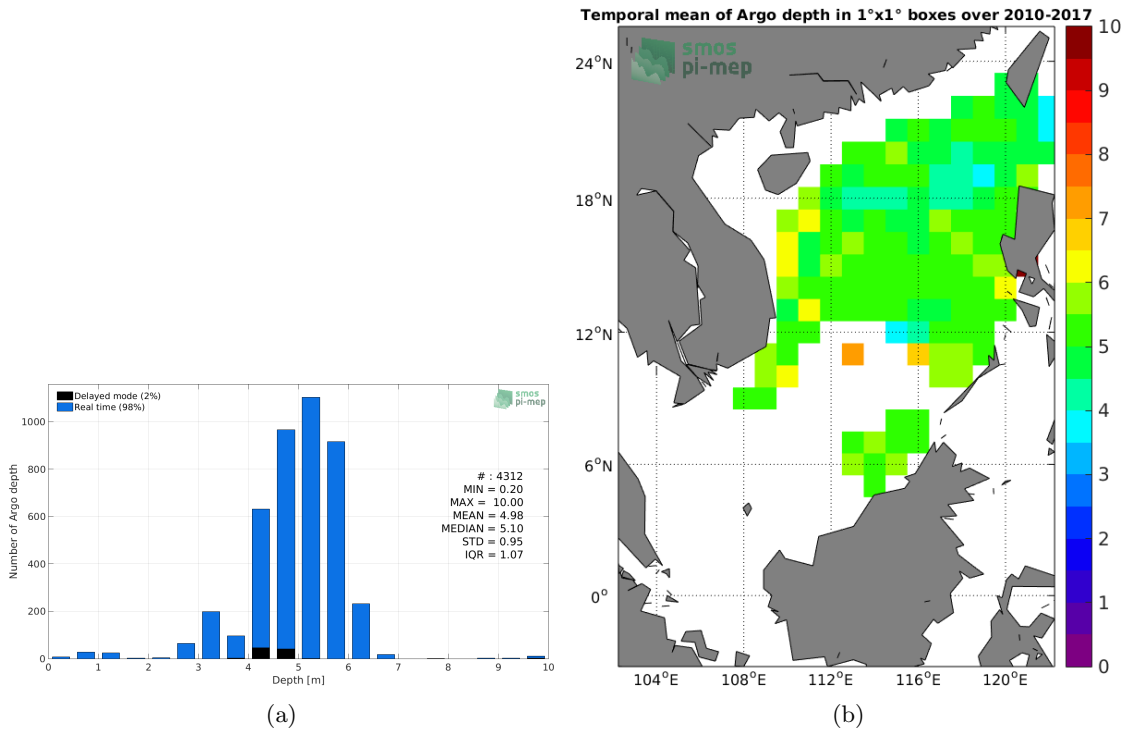 Delayed mode (2%)
Real time (98%)
smos
pi-mep
# : 4312
MIN = 0.20
MAX = 10.00
MEAN = 4.98
MEDIAN = 5.10
STD = 0.95
IQR = 1.07
Number of Argo depth
1000
800
600
400
200
0
0 1 2 3 4 5 6 7 8 9 10
Depth [m]
(a)
Temporal mean of Argo depth in 1°x1° boxes over 2010-2017
smos
pi-mep
24°N
18°N
12°N
6°N
0°
104°E 108°E 112°E 116°E 120°E
10
9
8
7
6
5
4
3
2
1
0
(b)